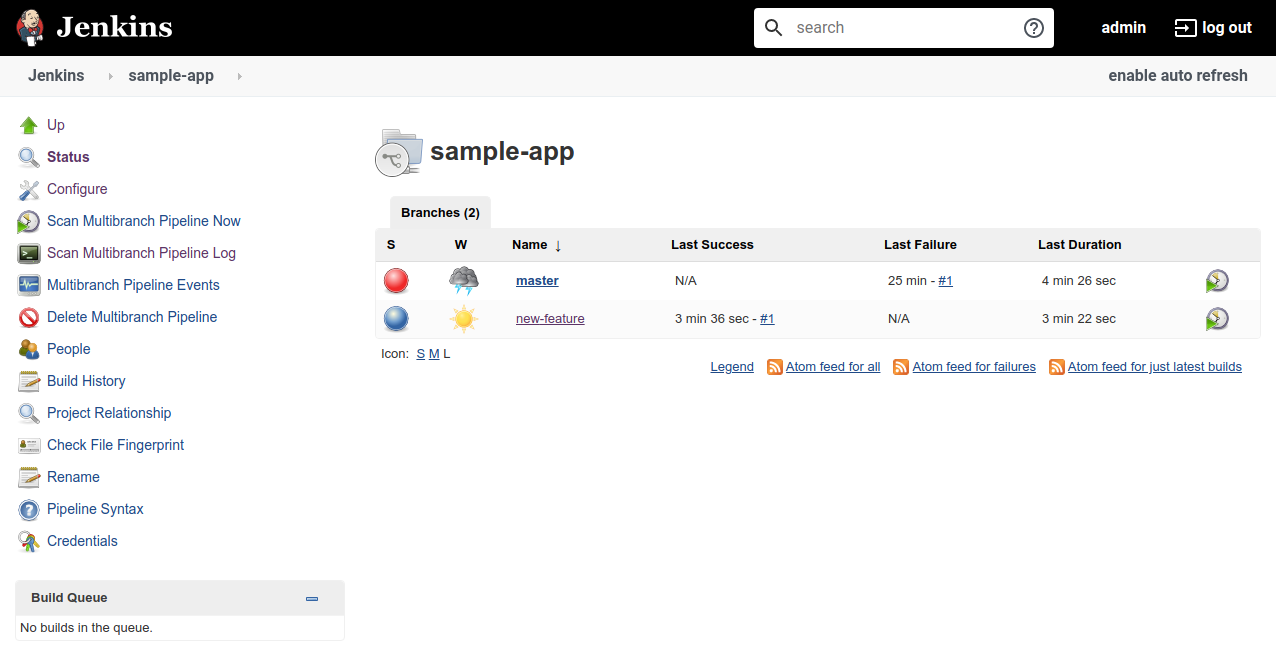 Jenkins
search
admin
log out
Jenkins
sample-app
enable auto refresh
Up
Status
Configure
Scan Multibranch Pipeline Now
Scan Multibranch Pipeline Log
Multibranch Pipeline Events
Delete Multibranch Pipeline
People
Build History
Project Relationship
Check File Fingerprint
Rename
Pipeline Syntax
Credentials
Build Queue
No builds in the queue.
sample-app
Branches (2)
S W Name ↓ Last Success Last Failure Last Duration
master N/A 25 min - #1 4 min 26 sec
new-feature 3 min 36 sec - #1 N/A 3 min 22 sec
Icon: S M L
Legend Atom feed for all Atom feed for failures Atom feed for just latest builds